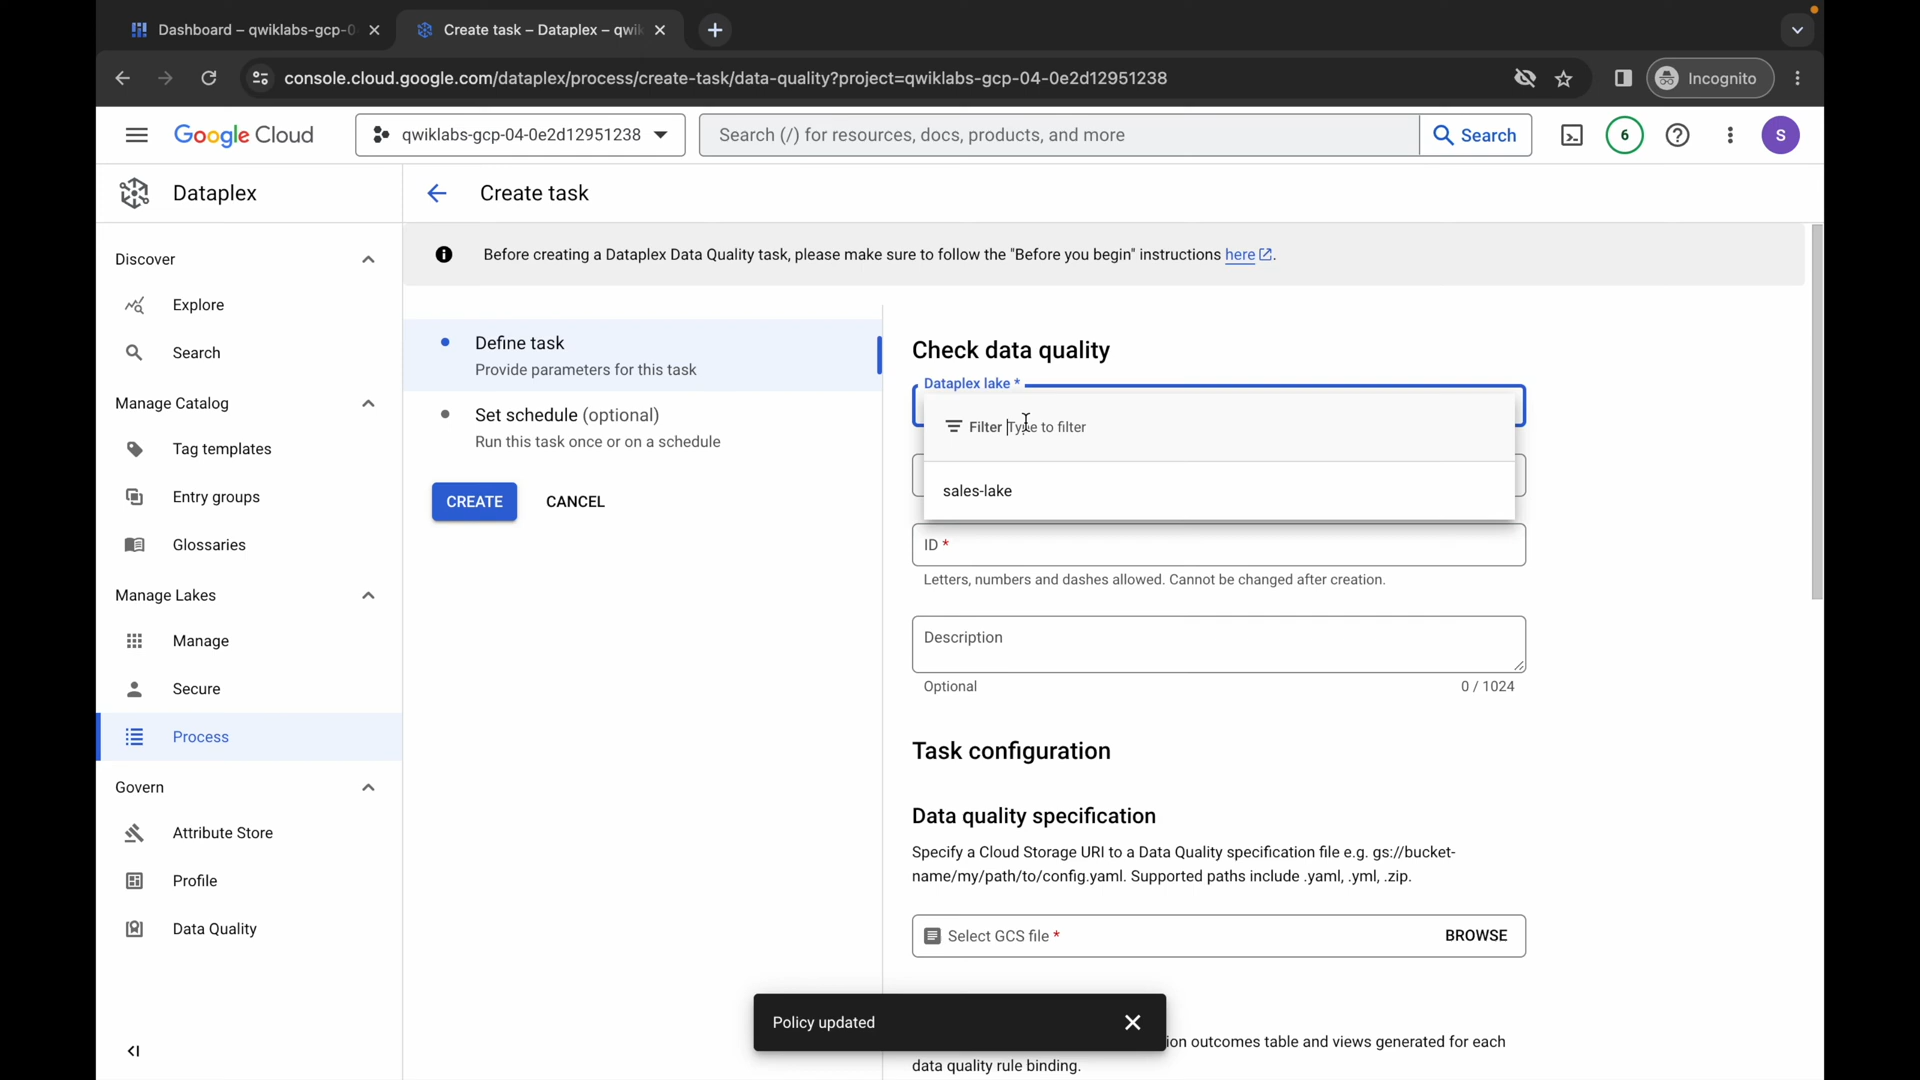 Dashboard – qwiklabs-gcp-0
Create task – Dataplex – qwik
console.cloud.google.com/dataplex/process/create-task/data-quality?project=qwiklabs-gcp-04-0e2d12951238
Incognito
Google Cloud
qwiklabs-gcp-04-0e2d12951238
Search (/) for resources, docs, products, and more
Search
6
S
Dataplex
Create task
Discover
Explore
Search
Manage Catalog
Tag templates
Entry groups
Glossaries
Manage Lakes
Manage
Secure
Process
Govern
Attribute Store
Profile
Data Quality
Before creating a Dataplex Data Quality task, please make sure to follow the "Before you begin" instructions here.
Define task
Provide parameters for this task
Set schedule (optional)
Run this task once or on a schedule
CREATE
CANCEL
Check data quality
Dataplex lake *
Filter Type to filter
sales-lake
ID *
Letters, numbers and dashes allowed. Cannot be changed after creation.
Description
Optional
0 / 1024
Task configuration
Data quality specification
Specify a Cloud Storage URI to a Data Quality specification file e.g. gs://bucket-
name/my/path/to/config.yaml. Supported paths include .yaml, .yml, .zip.
Select GCS file *
BROWSE
Policy updated
ion outcomes table and views generated for each
data quality rule binding.